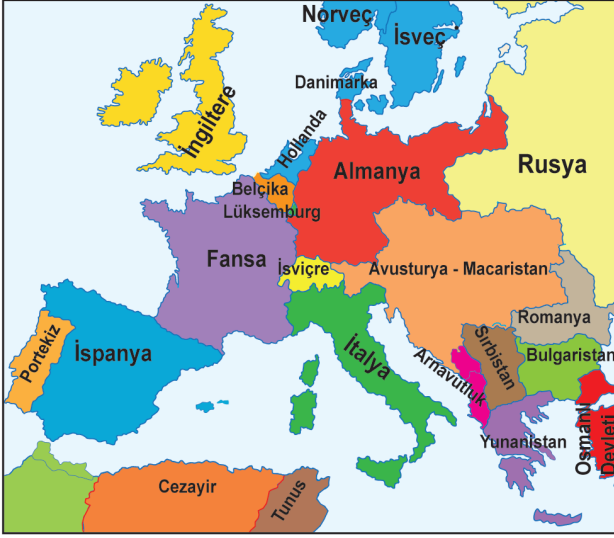 Norveç
İsveç
Danimarka
İngiltere
Hollanda
Almanya
Rusya
Belçika
Lüksemburg
Fansa
İsviçre
Avusturya - Macaristan
Romanya
Portekiz
İspanya
İtalya
Arnavutluk
Sırbistan
Bulgaristan
Yunanistan
Osmanlı
Devleti
Cezayir
Tunus